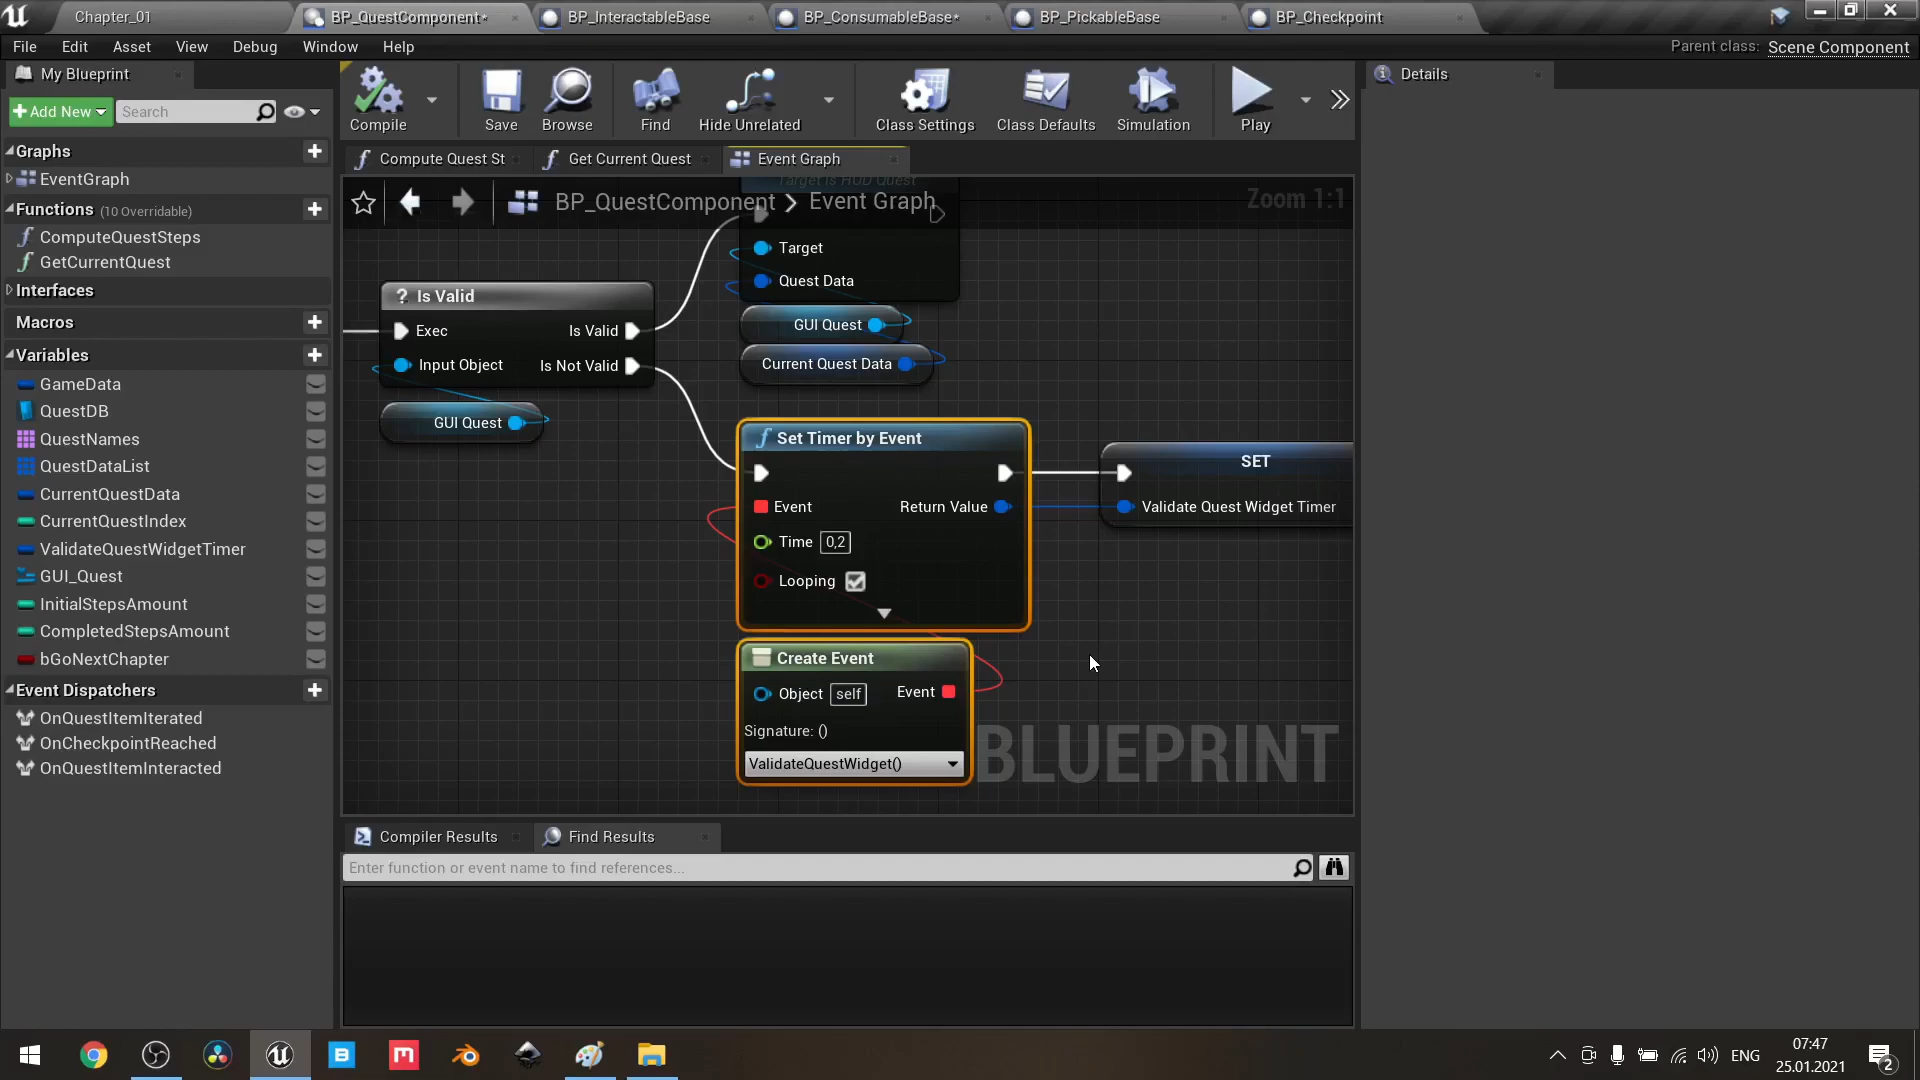 Chapter_01
BP_QuestComponent*
BP_InteractableBase
BP_ConsumableBase*
BP_PickableBase
BP_Checkpoint
File Edit Asset View Debug Window Help
Parent class: Scene Component
My Blueprint
Details
Add New
Search
Compile
Save
Browse
Find
Hide Unrelated
Class Settings
Class Defaults
Simulation
Play
Graphs
EventGraph
Functions (10 Overridable)
ComputeQuestSteps
GetCurrentQuest
Interfaces
Macros
Variables
GameData
QuestDB
QuestNames
QuestDataList
CurrentQuestData
CurrentQuestIndex
ValidateQuestWidgetTimer
GUI_Quest
InitialStepsAmount
CompletedStepsAmount
bGoNextChapter
Event Dispatchers
OnQuestItemIterated
OnCheckpointReached
OnQuestItemInteracted
Compute Quest St
Get Current Quest
Event Graph
Target is HUD Quest
BP_QuestComponent > Event Graph
Zoom 1:1
Target
Quest Data
? Is Valid
Exec Is Valid
Input Object Is Not Valid
GUI Quest
GUI Quest
Current Quest Data
Set Timer by Event
Event Return Value
Time 0,2
Looping
SET
Validate Quest Widget Timer
Create Event
Object self Event
Signature: ()
ValidateQuestWidget()
BLUEPRINT
Compiler Results
Find Results
Enter function or event name to find references...
ENG
07:47
25.01.2021
2